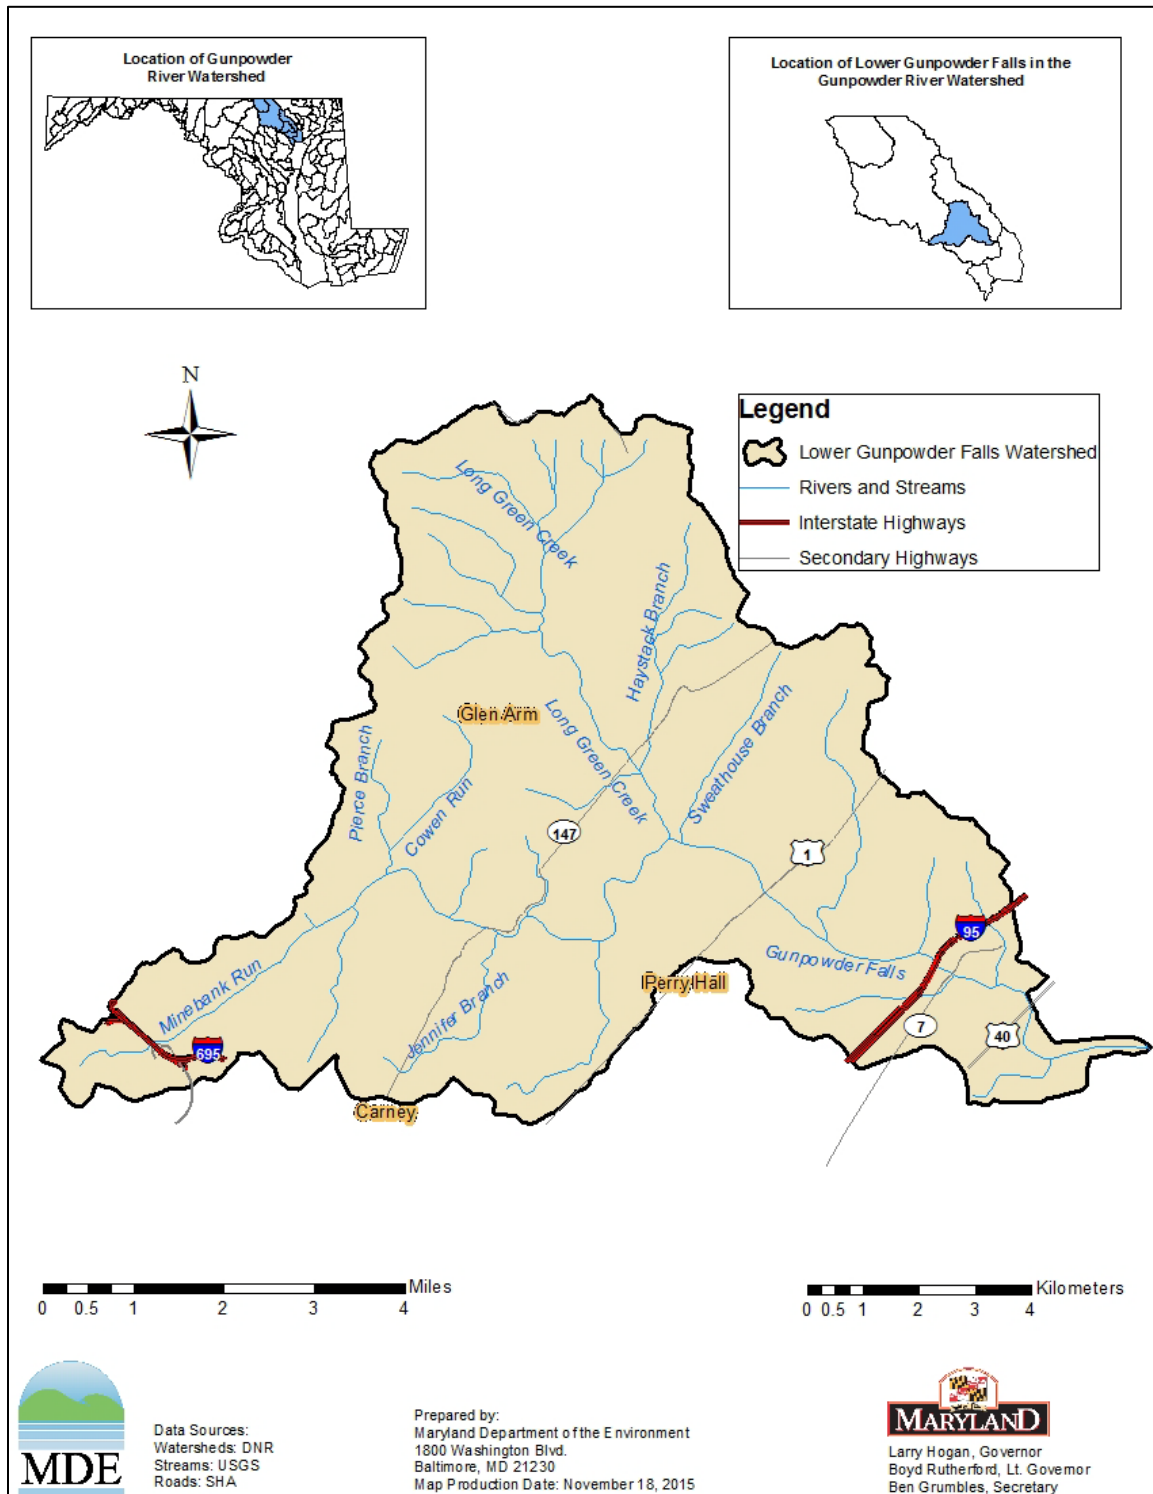 Location of Gunpowder
River Watershed
Location of Lower Gunpowder Falls in the
Gunpowder River Watershed
N
Legend
Lower Gunpowder Falls Watershed
Rivers and Streams
Interstate Highways
Secondary Highways
Long Green Creek
Haystack Branch
Glen Arm
Long Green Creek
Sweathouse Branch
Pierce Branch
Cowen Run
147
1
95
Gunpowder Falls
Perry Hall
Minebank Run
Jennifer Branch
7
40
695
Carney
Miles
0 0.5 1 2 3 4
Kilometers
0 0.5 1 2 3 4
MDE
Data Sources:
Watersheds: DNR
Streams: USGS
Roads: SHA
Prepared by:
Maryland Department of the Environment
1800 Washington Blvd.
Baltimore, MD 21230
Map Production Date: November 18, 2015
MARYLAND
Larry Hogan, Governor
Boyd Rutherford, Lt. Governor
Ben Grumbles, Secretary